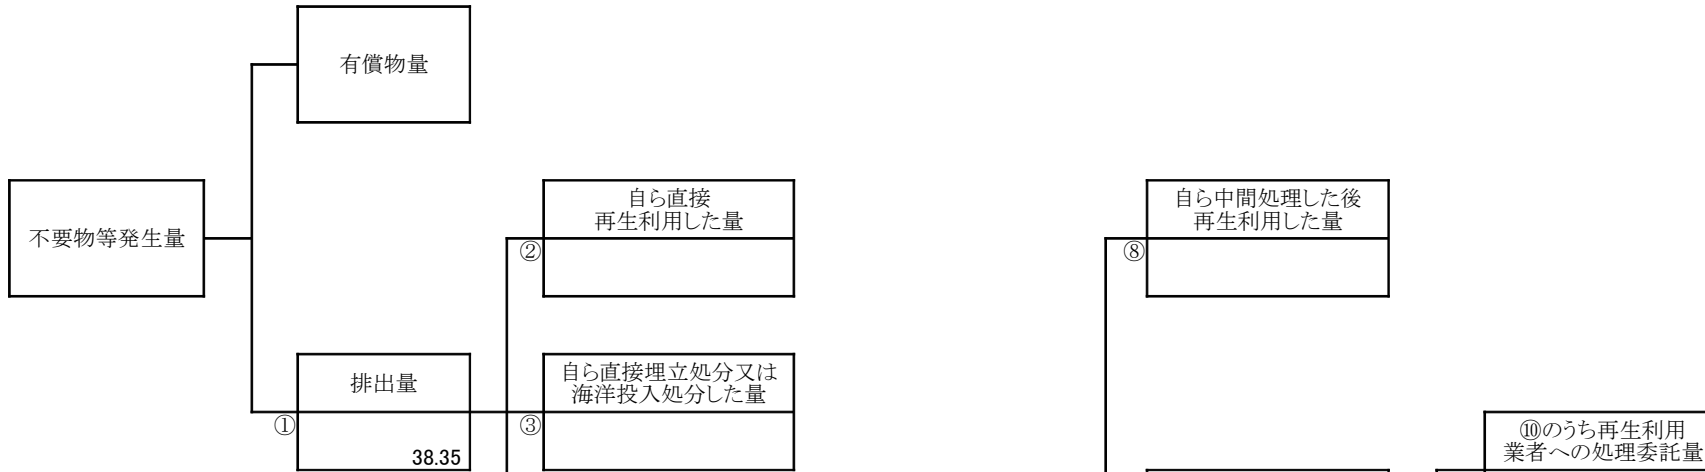 有償物量
不要物等発生量
自ら直接
再生利用した量
②
自ら中間処理した後
再生利用した量
⑧
排出量
①
38.35
自ら直接埋立処分又は
海洋投入処分した量
③
⑩のうち再生利用
業者への処理委託量